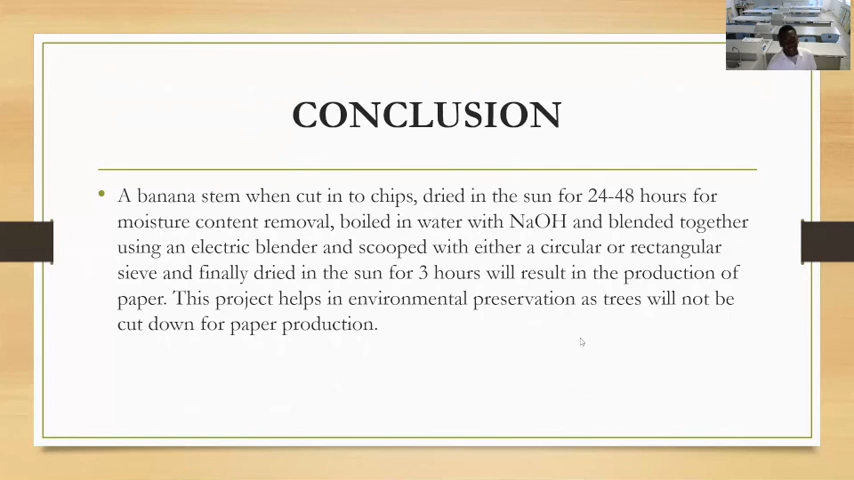 CONCLUSION
• A banana stem when cut in to chips, dried in the sun for 24-48 hours for
moisture content removal, boiled in water with NaOH and blended together
using an electric blender and scooped with either a circular or rectangular
sieve and finally dried in the sun for 3 hours will result in the production of
paper. This project helps in environmental preservation as trees will not be
cut down for paper production.